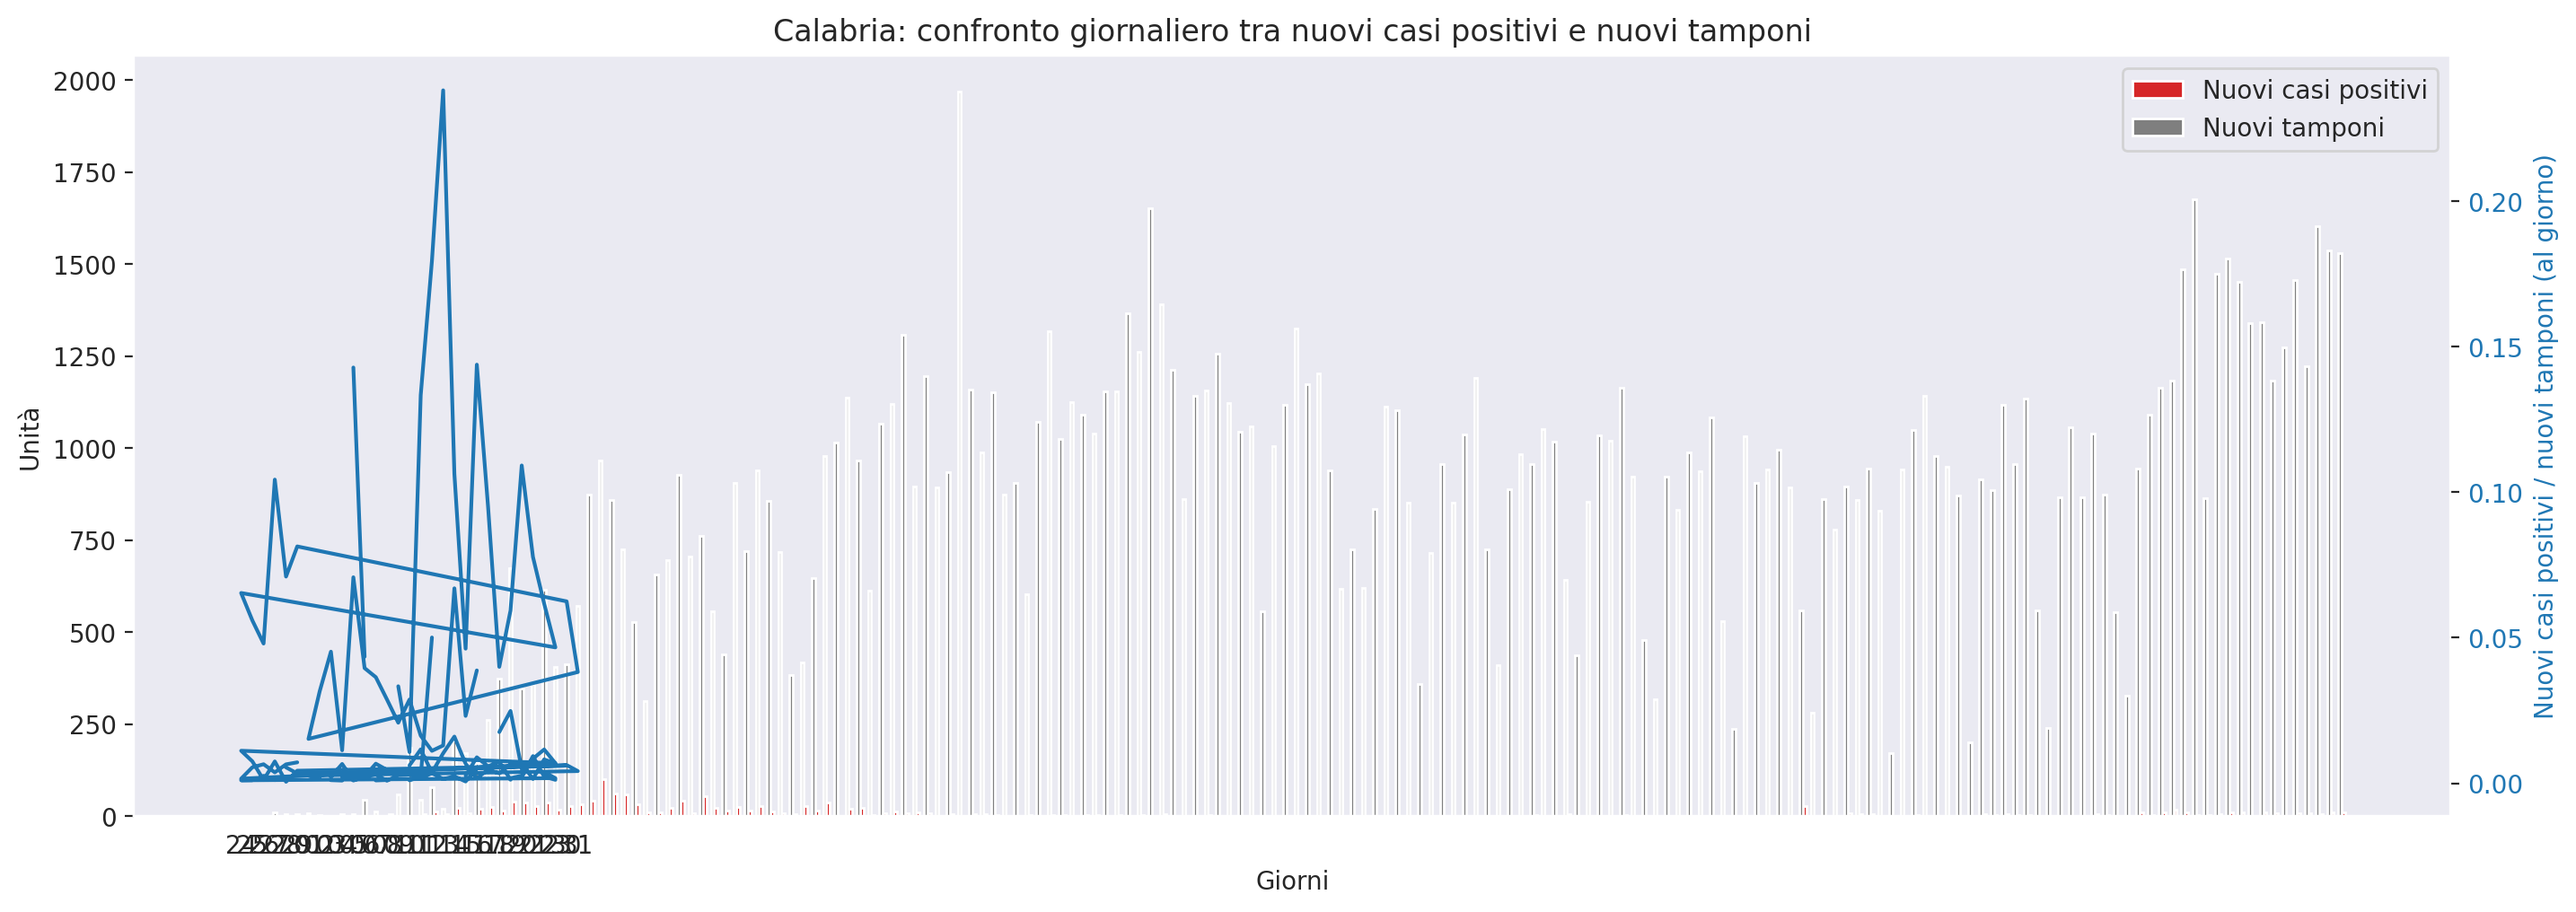 Calabria: confronto giornaliero tra nuovi casi positivi e nuovi tamponi
Nuovi casi positivi
Nuovi tamponi
Unità
2000
1750
1500
1250
1000
750
500
250
0
0.20
0.15
0.10
0.05
0.00
Nuovi casi positivi / nuovi tamponi (al giorno)
Giorni